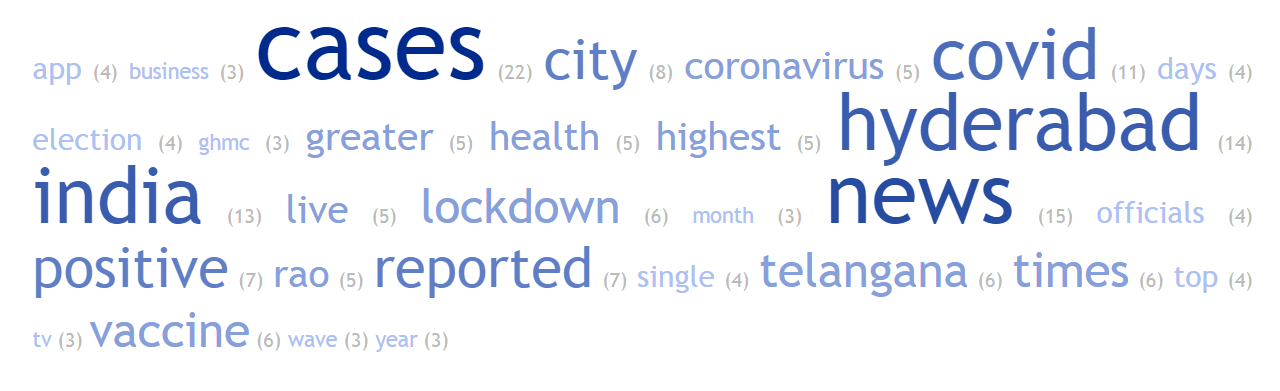 app (4) business (3) cases (22) city (8) coronavirus (5) covid (11) days (4)
election (4) ghmc (3) greater (5) health (5) highest (5) hyderabad (14)
india (13) live (5) lockdown (6) month (3) news (15) officials (4)
positive (7) rao (5) reported (7) single (4) telangana (6) times (6) top (4)
tv (3) vaccine (6) wave (3) year (3)